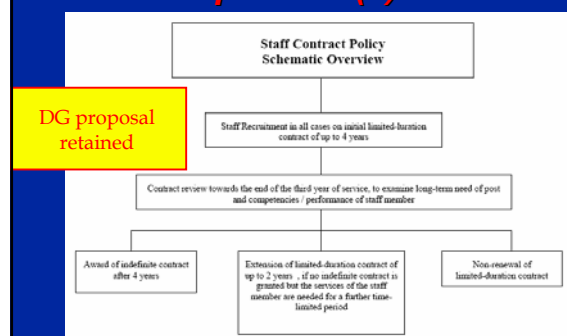 Staff Contract Policy
Schematic Overview
DG proposal
retained
Staff Recruitment in all cases on initial limited-duration
contract of up to 4 years
Contract review towards the end of the third year of service, to examine long-term need of post
and competencies / performance of staff member
Award of indefinite contract
after 4 years
Extension of limited-duration contract of
up to 2 years , if no indefinite contract is
granted but the services of the staff
member are needed for a further time-
limited period
Non-renewal of
limited-duration contract